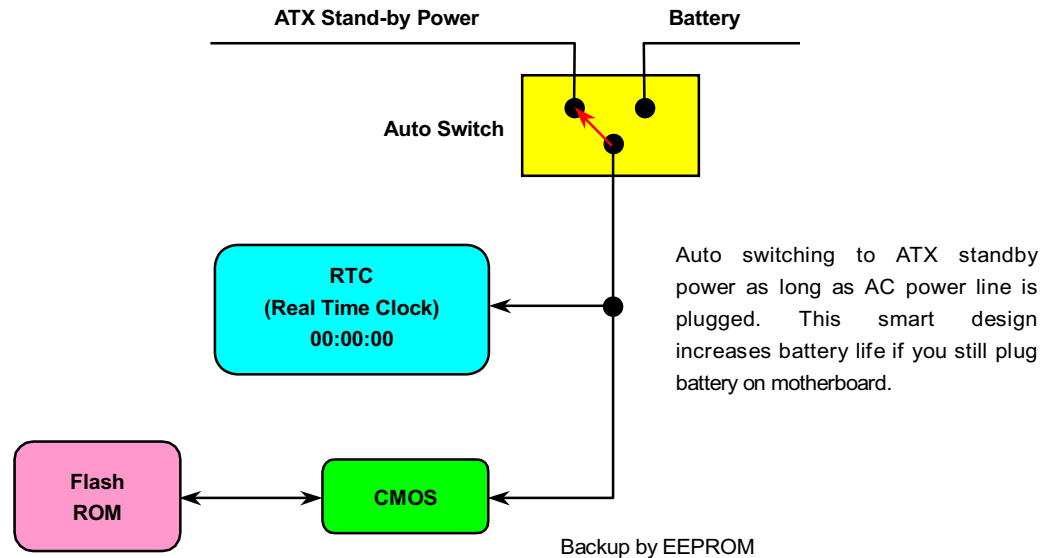 ATX Stand-by Power
Battery
Auto Switch
RTC
(Real Time Clock)
00:00:00
Auto switching to ATX standby
power as long as AC power line is
plugged. This smart design
increases battery life if you still plug
battery on motherboard.
Flash
ROM
CMOS
Backup by EEPROM